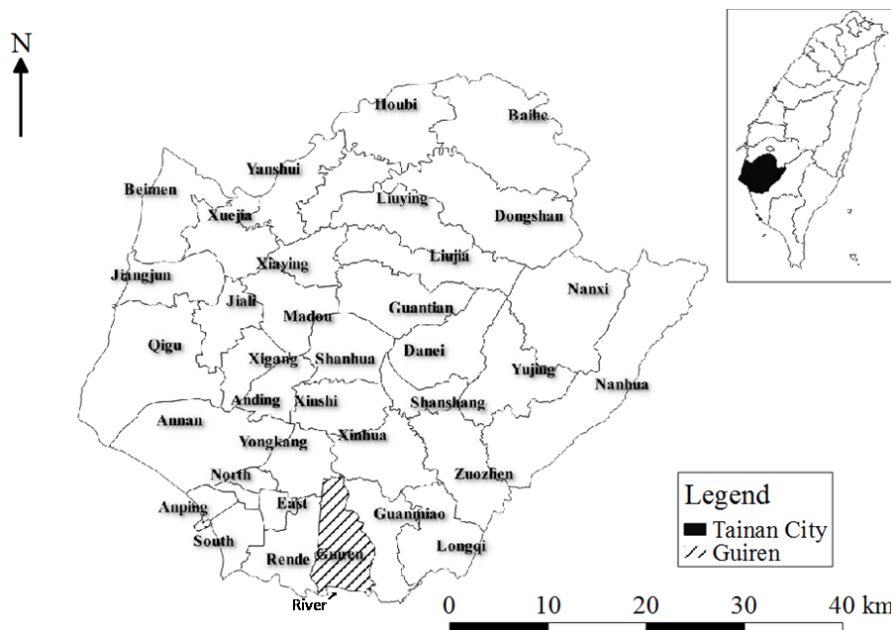 N
Houbi
Baihe
Yanshui
Beimen
Liuying
Xuejia
Dongshan
Liujia
Xiaying
Jiangjun
Nanxi
Jiali
Guantian
Madou
Qigu
Danei
Xigang
Shanhua
Yujing
Nanhua
Anding
Xinshi
Shanshang
Annan
Yongkang
Xinhua
North
Zuozhen
Anping
East
Guanmiao
South
Longqi
Rende
Guiren
River
Legend
Tainan City
Guiren
0 10 20 30 40 km